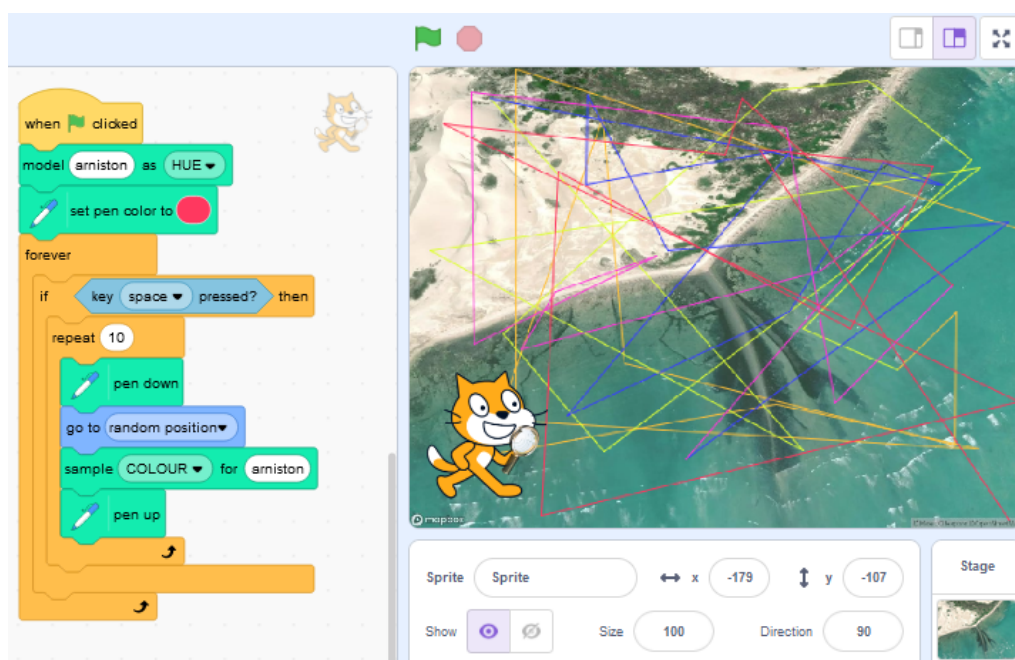 when clicked
model arniston as HUE
set pen color to
forever
if key space pressed? then
repeat 10
pen down
go to random position
sample COLOUR for arniston
pen up
mapbox
Sprite Sprite x -179 y -107
Show Size 100 Direction 90
Stage